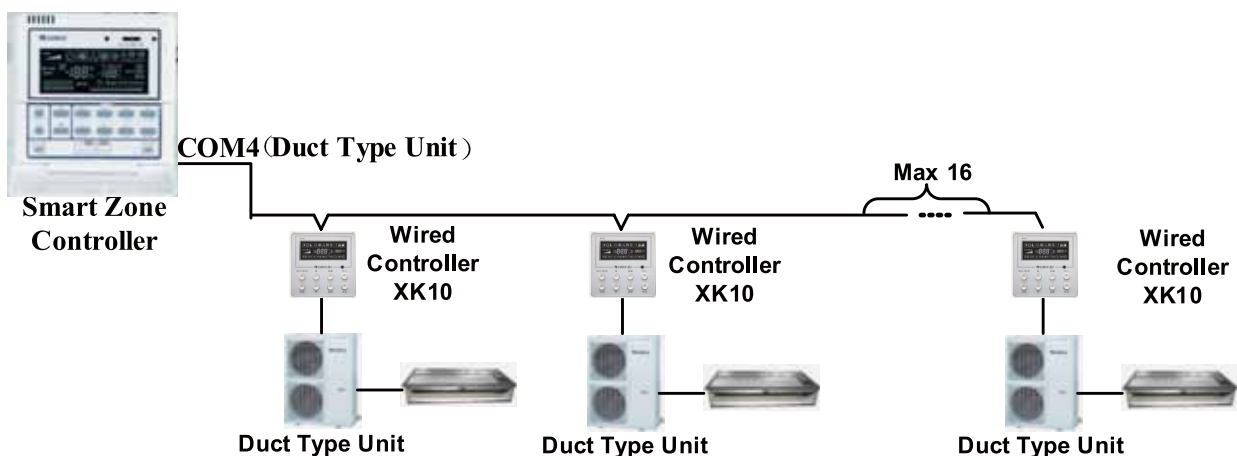 COM4(Duct Type Unit)
Smart Zone
Controller
Max 16
Wired
Controller
XK10
Wired
Controller
XK10
Wired
Controller
XK10
Duct Type Unit
Duct Type Unit
Duct Type Unit